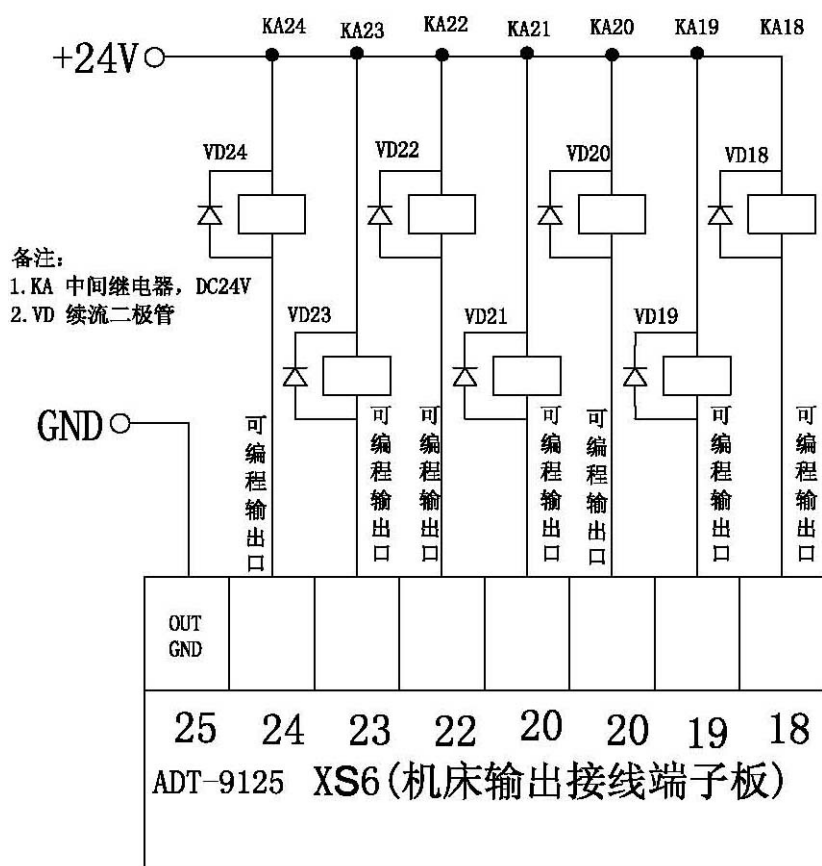 KA24 KA23 KA22 KA21 KA20 KA19 KA18
+24V
VD24 VD22 VD20 VD18
备注:
1.KA 中间继电器, DC24V
2.VD 续流二极管
VD23 VD21 VD19
GND
可编程输出口
可编程输出口
可编程输出口
可编程输出口
可编程输出口
可编程输出口
可编程输出口
OUT
GND
25 24 23 22 20 20 19 18
ADT-9125 XS6(机床输出接线端子板)